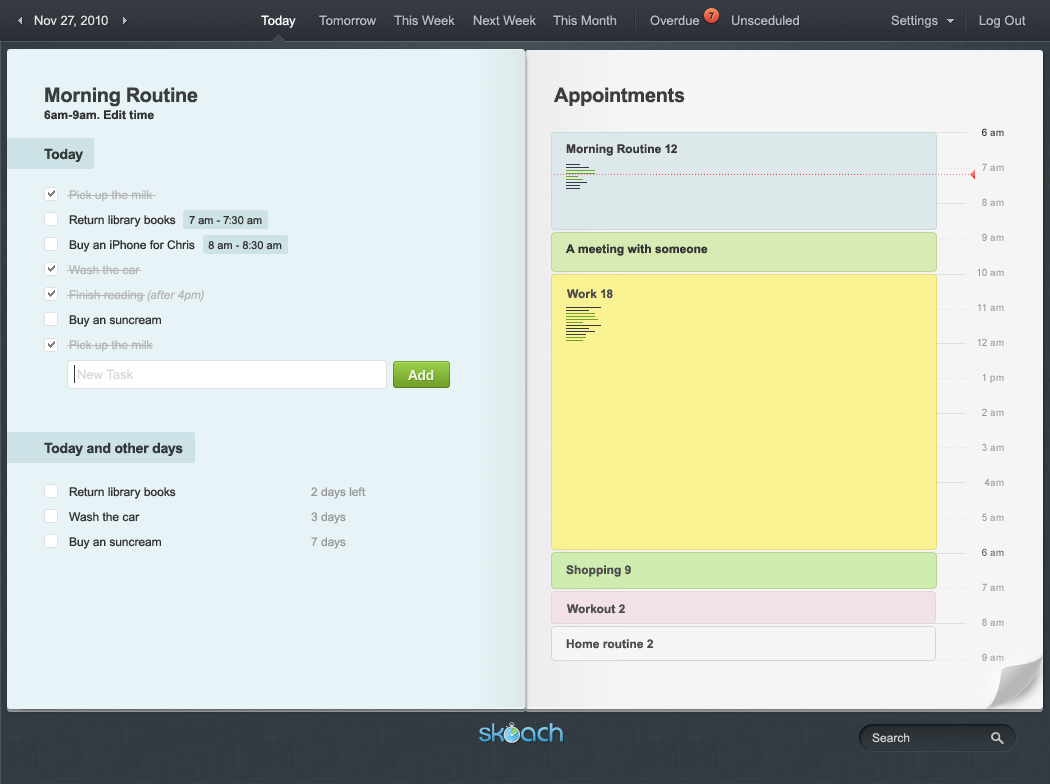 Nov 27, 2010
Today Tomorrow This Week Next Week This Month Overdue 7 Unsceduled Settings Log Out
Morning Routine
6am-9am. Edit time
Today
Pick up the milk
Return library books 7 am - 7:30 am
Buy an iPhone for Chris 8 am - 8:30 am
Wash the car
Finish reading (after 4pm)
Buy an suncream
Pick up the milk
New Task Add
Today and other days
Return library books 2 days left
Wash the car 3 days
Buy an suncream 7 days
Appointments
Morning Routine 12
A meeting with someone
Work 18
Shopping 9
Workout 2
Home routine 2
6 am
7 am
8 am
9 am
10 am
11 am
12 am
1 pm
2 am
3 am
4am
5 am
6 am
7 am
8 am
9 am
skoach
Search